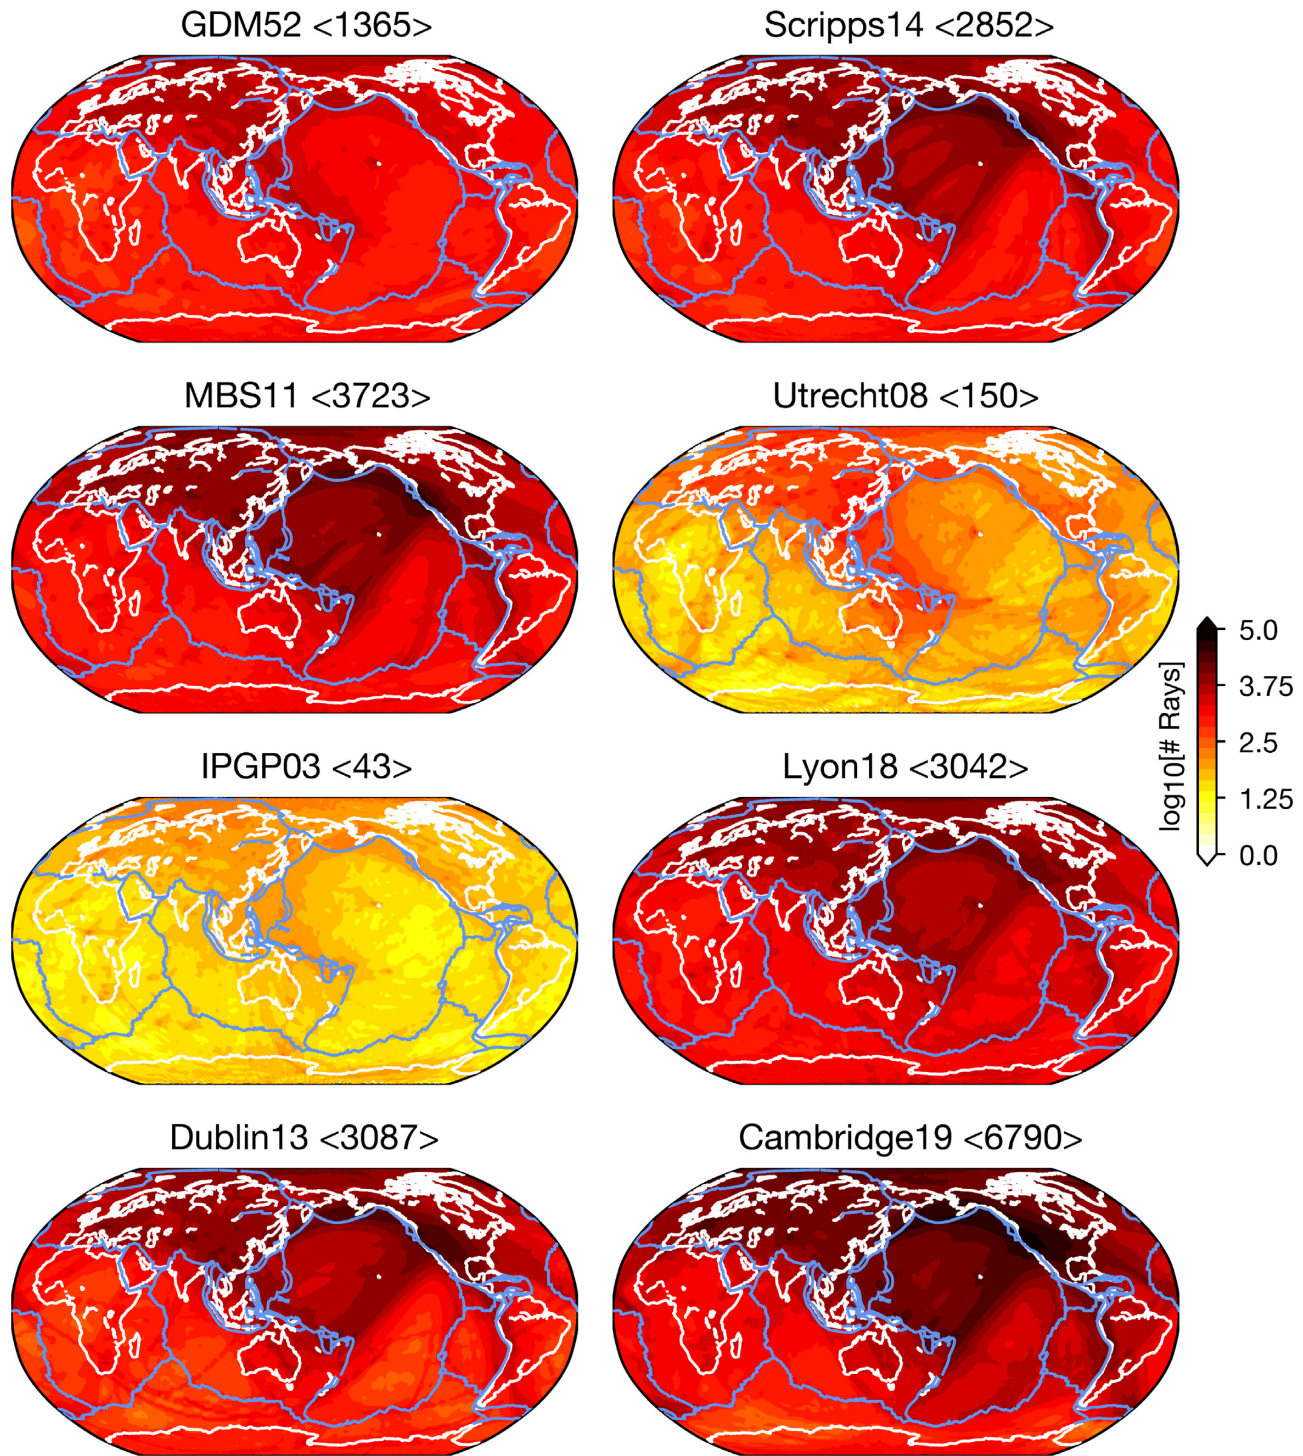 GDM52 <1365>
Scripps14 <2852>
MBS11 <3723>
Utrecht08 <150>
IPGP03 <43>
Lyon18 <3042>
Dublin13 <3087>
Cambridge19 <6790>
log10[# Rays]
5.0
3.75
2.5
1.25
0.0